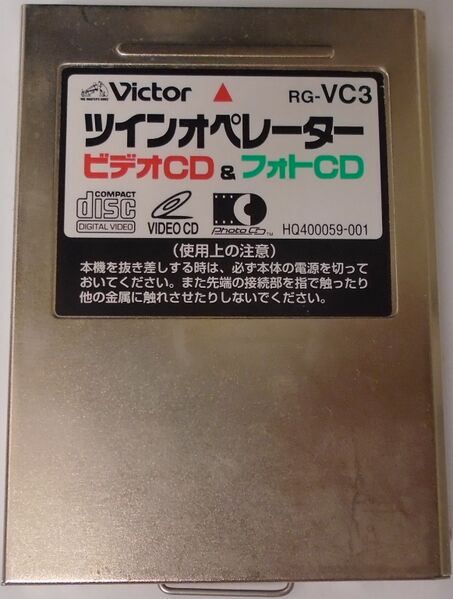 Victor RG-VC3
ツインオペレーター
ビデオCD & フォトCD
COMPACT
disc
DIGITAL VIDEO
VIDEO CD
Photo CD TM
HQ400059-001
(使用上の注意)
本機を抜き差しする時は、必ず本体の電源を切って
おいてください。また先端の接続部を指で触ったり
他の金属に触れさせたりしないでください。